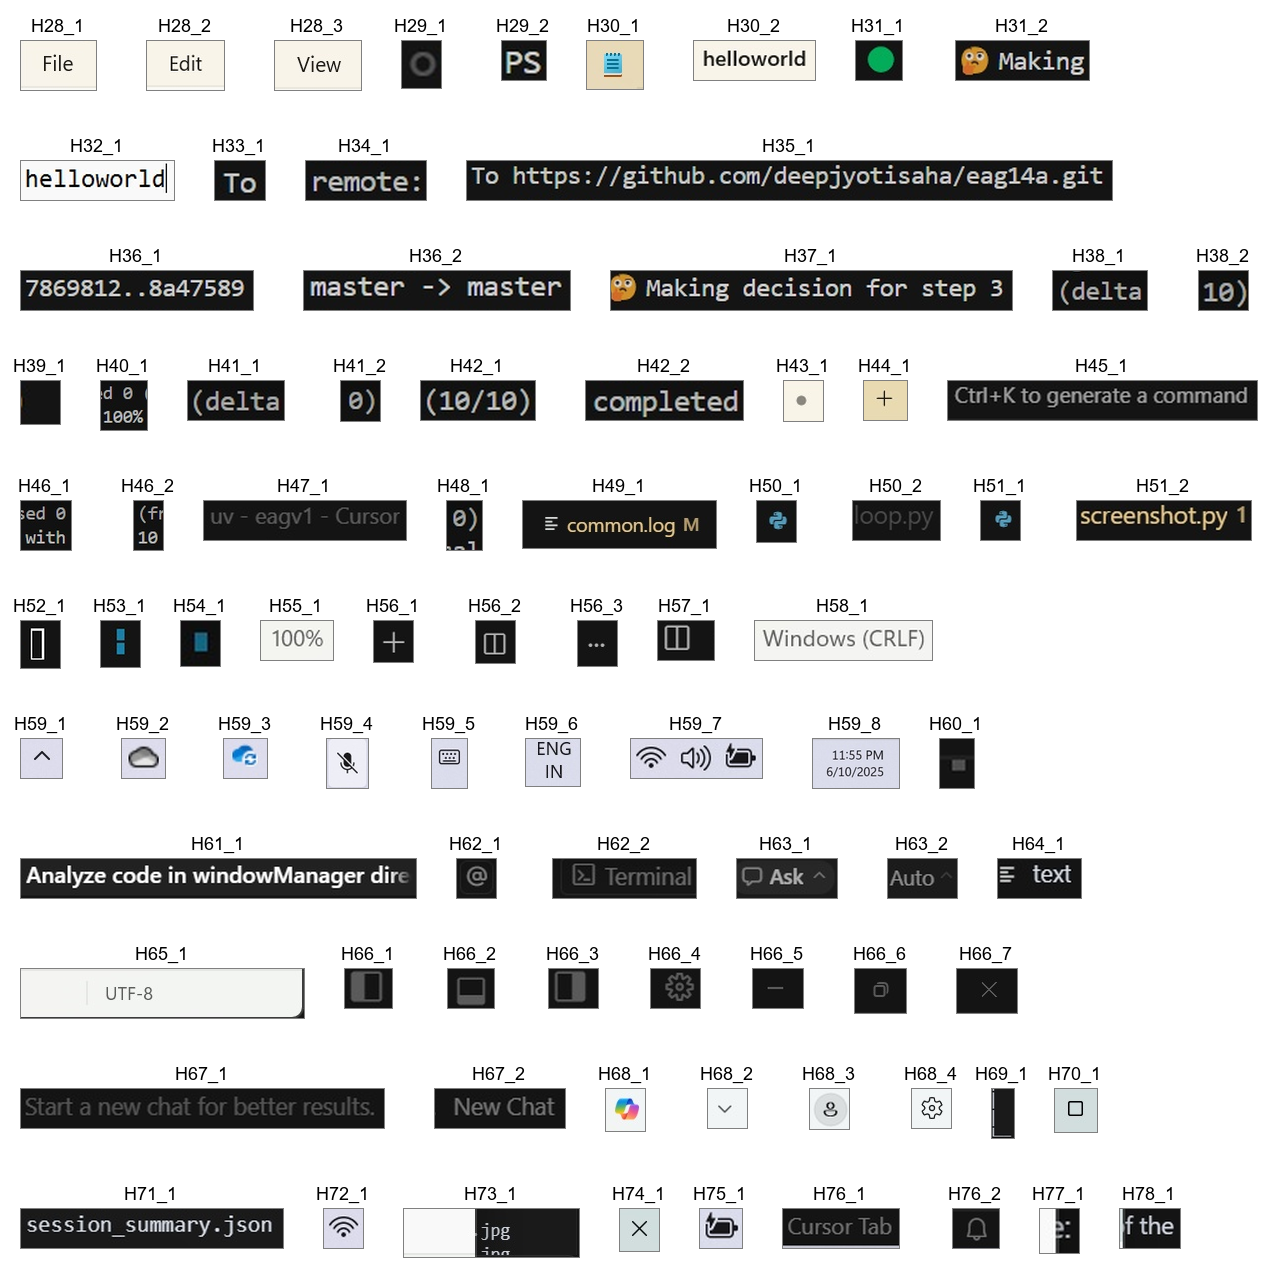 H28_1 H28_2 H28_3 H29_1 H29_2 H30_1 H30_2 H31_1 H31_2
File Edit View PS helloworld Making
H32_1 H33_1 H34_1 H35_1
helloworld To remote: To https://github.com/deepjyotisaha/eag14a.git
H36_1 H36_2 H37_1 H38_1 H38_2
7869812..8a47589 master -> master Making decision for step 3 (delta 10)
H39_1 H40_1 H41_1 H41_2 H42_1 H42_2 H43_1 H44_1 H45_1
ed 0 ( (delta 0) (10/10) completed + Ctrl+K to generate a command
100%
H46_1 H46_2 H47_1 H48_1 H49_1 H50_1 H50_2 H51_1 H51_2
sed 0 (fr uv - eagv1 - Cursor 0) common.log M loop.py screenshot.py 1
with 10
H52_1 H53_1 H54_1 H55_1 H56_1 H56_2 H56_3 H57_1 H58_1
100% ... Windows (CRLF)
H59_1 H59_2 H59_3 H59_4 H59_5 H59_6 H59_7 H59_8 H60_1
ENG 11:55 PM
IN 6/10/2025
H61_1 H62_1 H62_2 H63_1 H63_2 H64_1
Analyze code in windowManager dire @ Terminal Ask Auto text
H65_1 H66_1 H66_2 H66_3 H66_4 H66_5 H66_6 H66_7
UTF-8
H67_1 H67_2 H68_1 H68_2 H68_3 H68_4 H69_1 H70_1
Start a new chat for better results. New Chat
H71_1 H72_1 H73_1 H74_1 H75_1 H76_1 H76_2 H77_1 H78_1
session_summary.json .jpg Cursor Tab e: of the